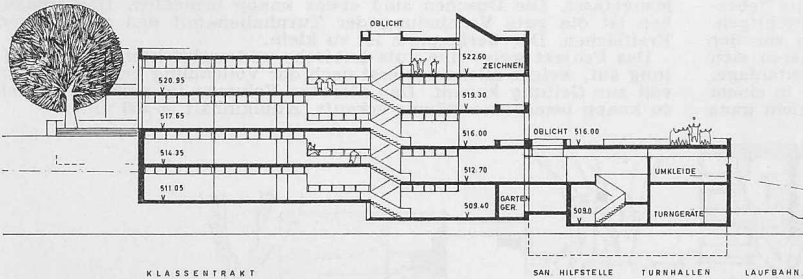 OBLICHT
522.60
ZEICHNEN
520.95
519.30
517.65
516.00
OBLICHT 516.00
514.35
512.70
UMKLEIDE
511.05
GARTEN
GER.
509.40
509.0
TURNGERÄTE
KLASSENTRAKT
SAN. HILFSTELLE TURNHALLEN LAUFBAHN